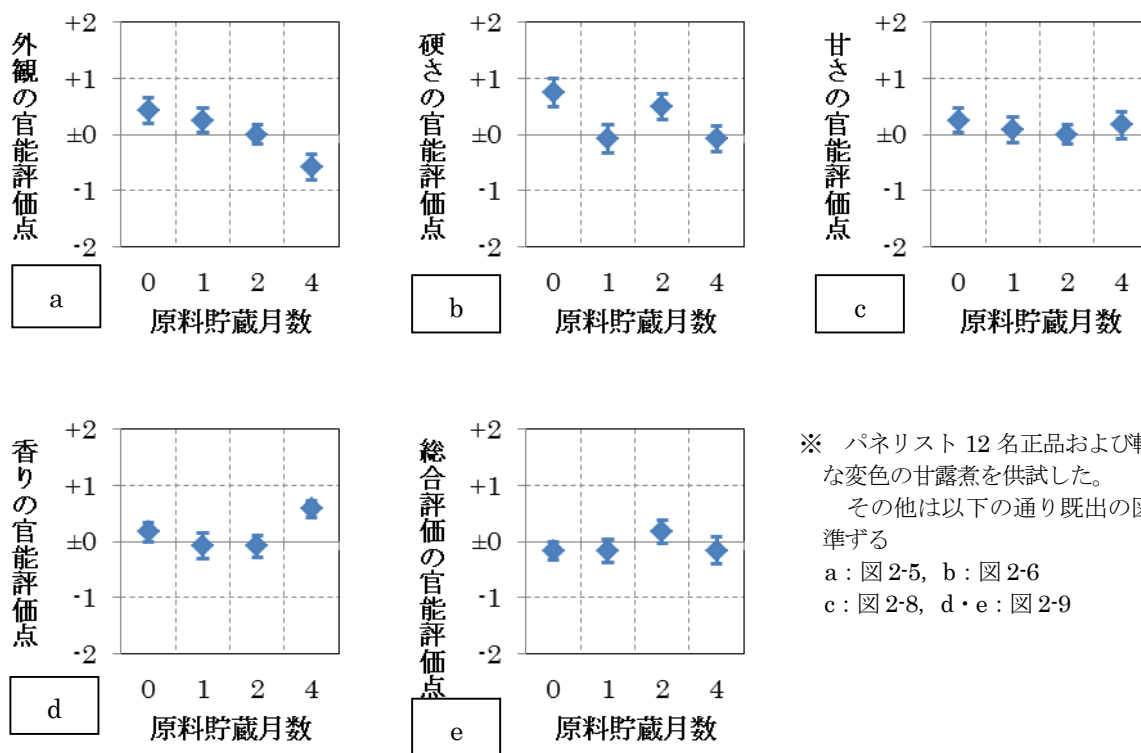 外観の官能評価点
+2
+1
±0
-1
-2
0 1 2 4
原料貯蔵月数
a
硬さの官能評価点
+2
+1
±0
-1
-2
0 1 2 4
原料貯蔵月数
b
甘さの官能評価点
+2
+1
±0
-1
-2
0 1 2 4
原料貯蔵月数
c
香りの官能評価点
+2
+1
±0
-1
-2
0 1 2 4
原料貯蔵月数
d
総合評価の官能評価点
+2
+1
±0
-1
-2
0 1 2 4
原料貯蔵月数
e
※ パネリスト 12 名正品および
な変色の甘露煮を供試した。
その他は以下の通り既出の図
準ずる
a:図 2-5, b:図 2-6
c:図 2-8, d・e:図 2-9